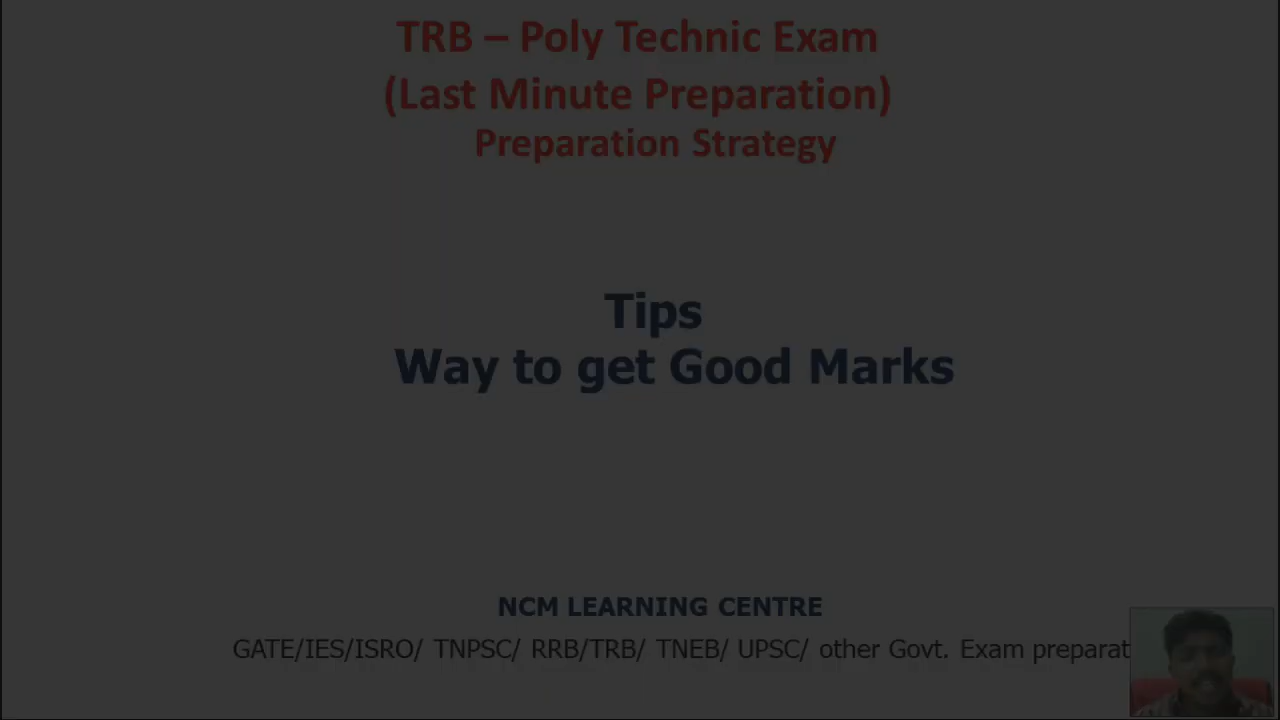 TRB – Poly Technic Exam
(Last Minute Preparation)
Preparation Strategy
Tips
Way to get Good Marks
NCM LEARNING CENTRE
GATE/IES/ISRO/ TNPSC/ RRB/TRB/ TNEB/ UPSC/ other Govt. Exam preparat